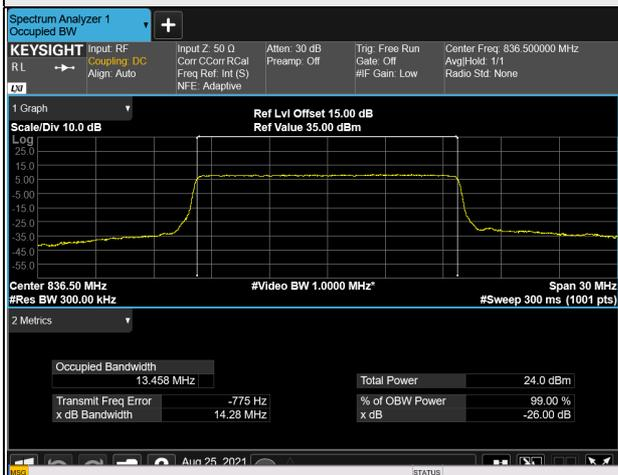 Spectrum Analyzer 1
Occupied BW
+
KEYSIGHT
R L
LXI
Input: RF
Coupling: DC
Align: Auto
Input Z: 50 Ω
Corr CCorr RCal
Freq Ref: Int (S)
NFE: Adaptive
Atten: 30 dB
Preamp: Off
Trig: Free Run
Gate: Off
#IF Gain: Low
Center Freq: 836.500000 MHz
Avg|Hold: 1/1
Radio Std: None
1 Graph
Scale/Div 10.0 dB
Ref Lvl Offset 15.00 dB
Ref Value 35.00 dBm
Log
25.0
15.0
5.00
-5.00
-15.0
-25.0
-35.0
-45.0
-55.0
Center 836.50 MHz
#Res BW 300.00 kHz
#Video BW 1.0000 MHz*
Span 30 MHz
#Sweep 300 ms (1001 pts)
2 Metrics
Occupied Bandwidth
13.458 MHz
Transmit Freq Error -775 Hz
x dB Bandwidth 14.28 MHz
Total Power 24.0 dBm
% of OBW Power 99.00 %
x dB -26.00 dB
Aug 25, 2021
MSG
STATUS